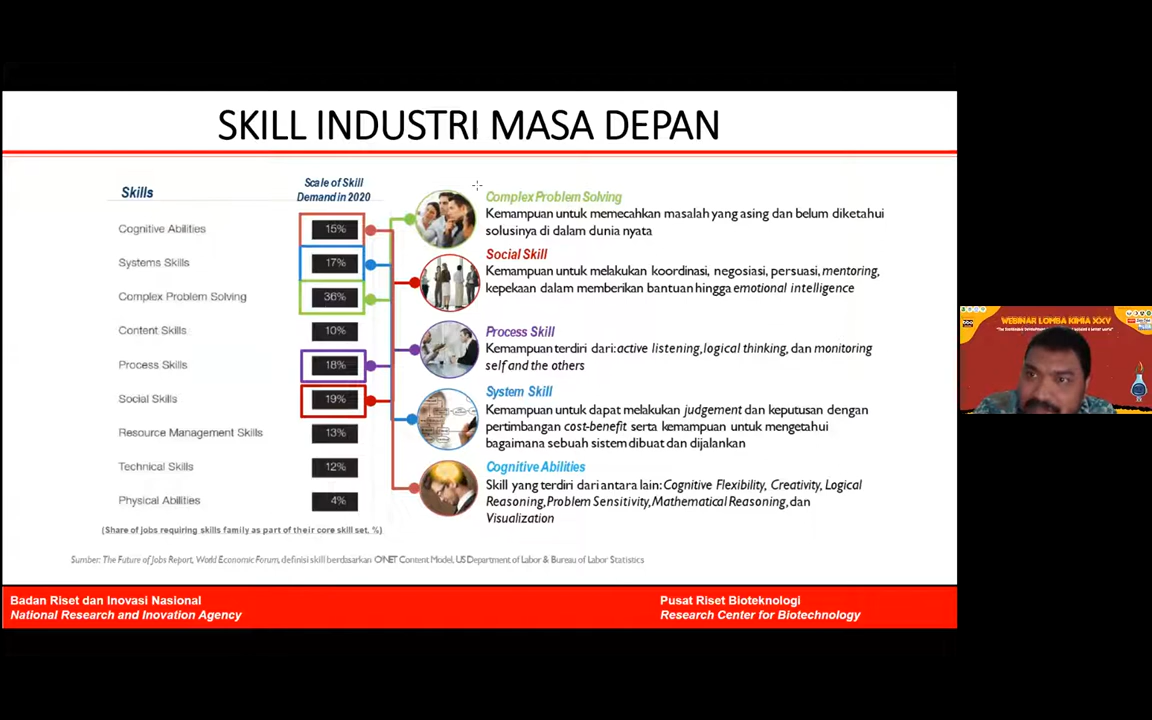 SKILL INDUSTRI MASA DEPAN
Skills
Scale of Skill
Demand in 2020
Cognitive Abilities 15%
Systems Skills 17%
Complex Problem Solving 36%
Content Skills 10%
Process Skills 18%
Social Skills 19%
Resource Management Skills 13%
Technical Skills 12%
Physical Abilities 4%
(Share of jobs requiring skills family as part of their core skill set, %)
Complex Problem Solving
Kemampuan untuk memecahkan masalah yang asing dan belum diketahui
solusinya di dalam dunia nyata
Social Skill
Kemampuan untuk melakukan koordinasi, negosiasi, persuasi, mentoring,
kepekaan dalam memberikan bantuan hingga emotional intelligence
Process Skill
Kemampuan terdiri dari: active listening, logical thinking, dan monitoring
self and the others
System Skill
Kemampuan untuk dapat melakukan judgement dan keputusan dengan
pertimbangan cost-benefit serta kemampuan untuk mengetahui
bagaimana sebuah sistem dibuat dan dijalankan
Cognitive Abilities
Skill yang terdiri dari antara lain: Cognitive Flexibility, Creativity, Logical
Reasoning, Problem Sensitivity, Mathematical Reasoning, dan
Visualization
Sumber: The Future of Jobs Report, World Economic Forum, definisi skill berdasarkan O*NET Content Model, US Department of Labor & Bureau of Labor Statistics
Badan Riset dan Inovasi Nasional
National Research and Inovation Agency
Pusat Riset Bioteknologi
Research Center for Biotechnology
WEBINAR LOMBA KIMIA XXV